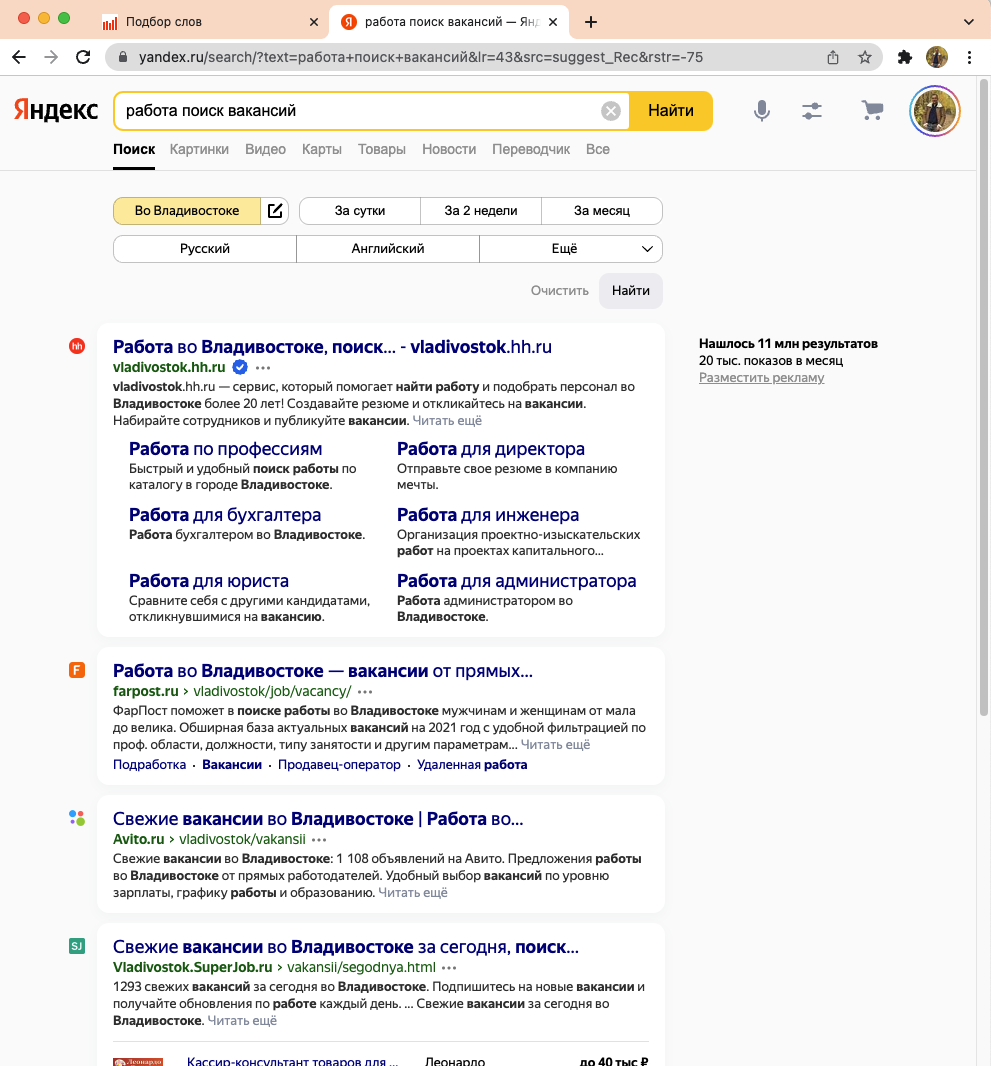 Подбор слов
работа поиск вакансий — Янд
yandex.ru/search/?text=работа+поиск+вакансий&lr=43&src=suggest_Rec&rstr=-75
Яндекс
работа поиск вакансий
Найти
Поиск Картинки Видео Карты Товары Новости Переводчик Все
Во Владивостоке За сутки За 2 недели За месяц
Русский Английский Ещё
Очистить Найти
hh
Работа во Владивостоке, поиск... - vladivostok.hh.ru
vladivostok.hh.ru
vladivostok.hh.ru — сервис, который помогает найти работу и подобрать персонал во
Владивостоке более 20 лет! Создавайте резюме и откликайтесь на вакансии.
Набирайте сотрудников и публикуйте вакансии. Читать ещё
Нашлось 11 млн результатов
20 тыс. показов в месяц
Разместить рекламу
Работа по профессиям
Быстрый и удобный поиск работы по
каталогу в городе Владивостоке.
Работа для директора
Отправьте свое резюме в компанию
мечты.
Работа для бухгалтера
Работа бухгалтером во Владивостоке.
Работа для инженера
Организация проектно-изыскательских
работ на проектах капитального...
Работа для юриста
Сравните себя с другими кандидатами,
откликнувшимися на вакансию.
Работа для администратора
Работа администратором во
Владивостоке.
F
Работа во Владивостоке — вакансии от прямых...
farpost.ru › vladivostok/job/vacancy/
ФарПост поможет в поиске работы во Владивостоке мужчинам и женщинам от мала
до велика. Обширная база актуальных вакансий на 2021 год с удобной фильтрацией по
проф. области, должности, типу занятости и другим параметрам... Читать ещё
Подработка · Вакансии · Продавец-оператор · Удаленная работа
Свежие вакансии во Владивостоке | Работа во...
Avito.ru › vladivostok/vakansii
Свежие вакансии во Владивостоке: 1 108 объявлений на Авито. Предложения работы
во Владивостоке от прямых работодателей. Удобный выбор вакансий по уровню
зарплаты, графику работы и образованию. Читать ещё
SJ
Свежие вакансии во Владивостоке за сегодня, поиск...
Vladivostok.SuperJob.ru › vakansii/segodnya.html
1293 свежих вакансий за сегодня во Владивостоке. Подпишитесь на новые вакансии и
получайте обновления по работе каждый день. ... Свежие вакансии за сегодня во
Владивостоке. Читать ещё
Леонардо Кассир-консультант товаров для ... Леонардо до 40 тыс ₽